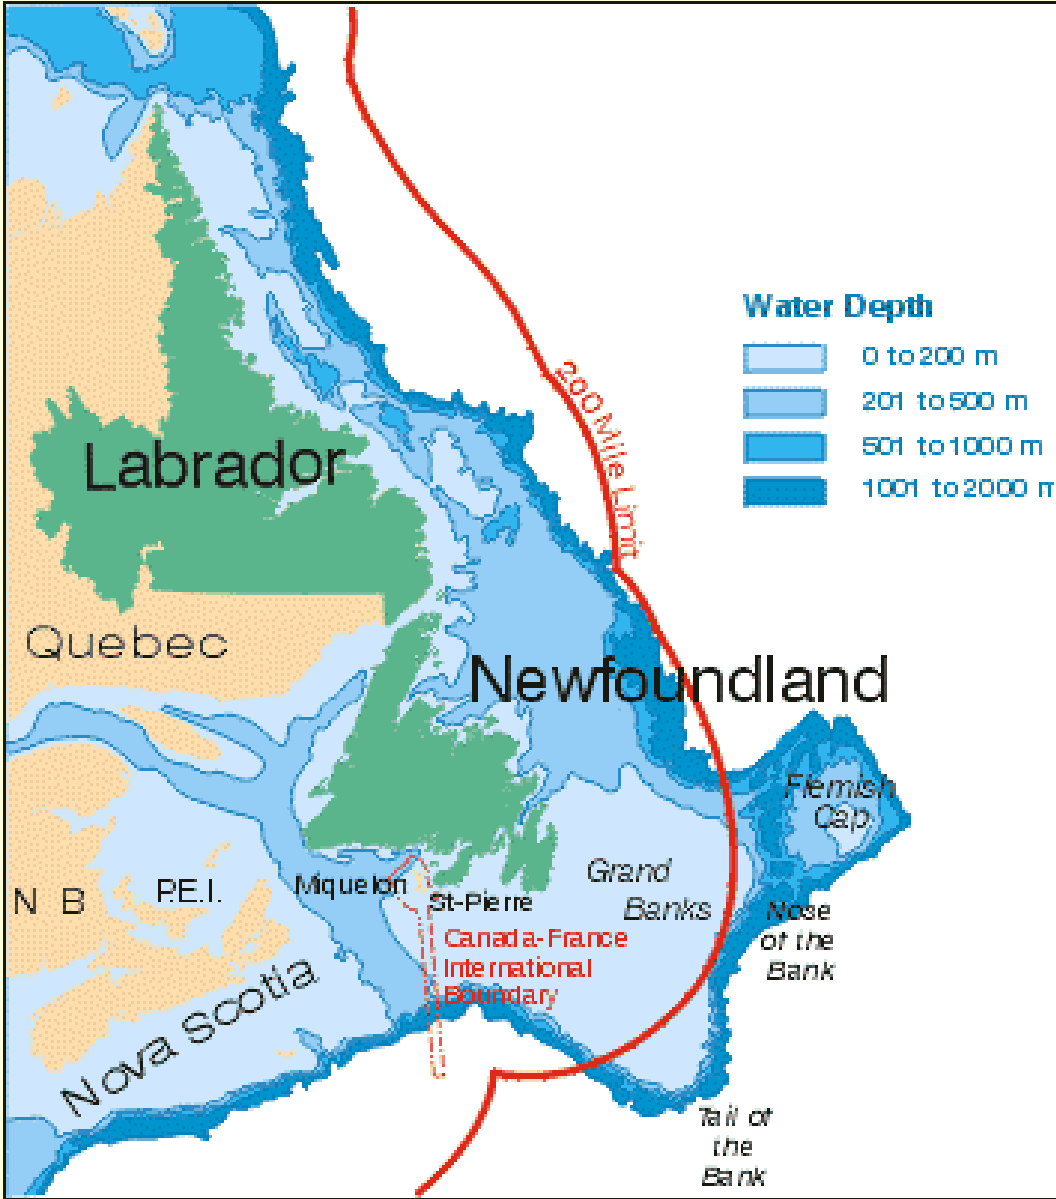 Water Depth
0 to 200 m
201 to 500 m
501 to 1000 m
1001 to 2000 m
200 Mile Limit
Labrador
Quebec
Newfoundland
Flemish
Cap
Grand
Banks
N B
P.E.I.
Miquelon
St-Pierre
Nose
of the
Bank
Canada-France
International
Boundary
Nova Scotia
Tail of
the
Bank